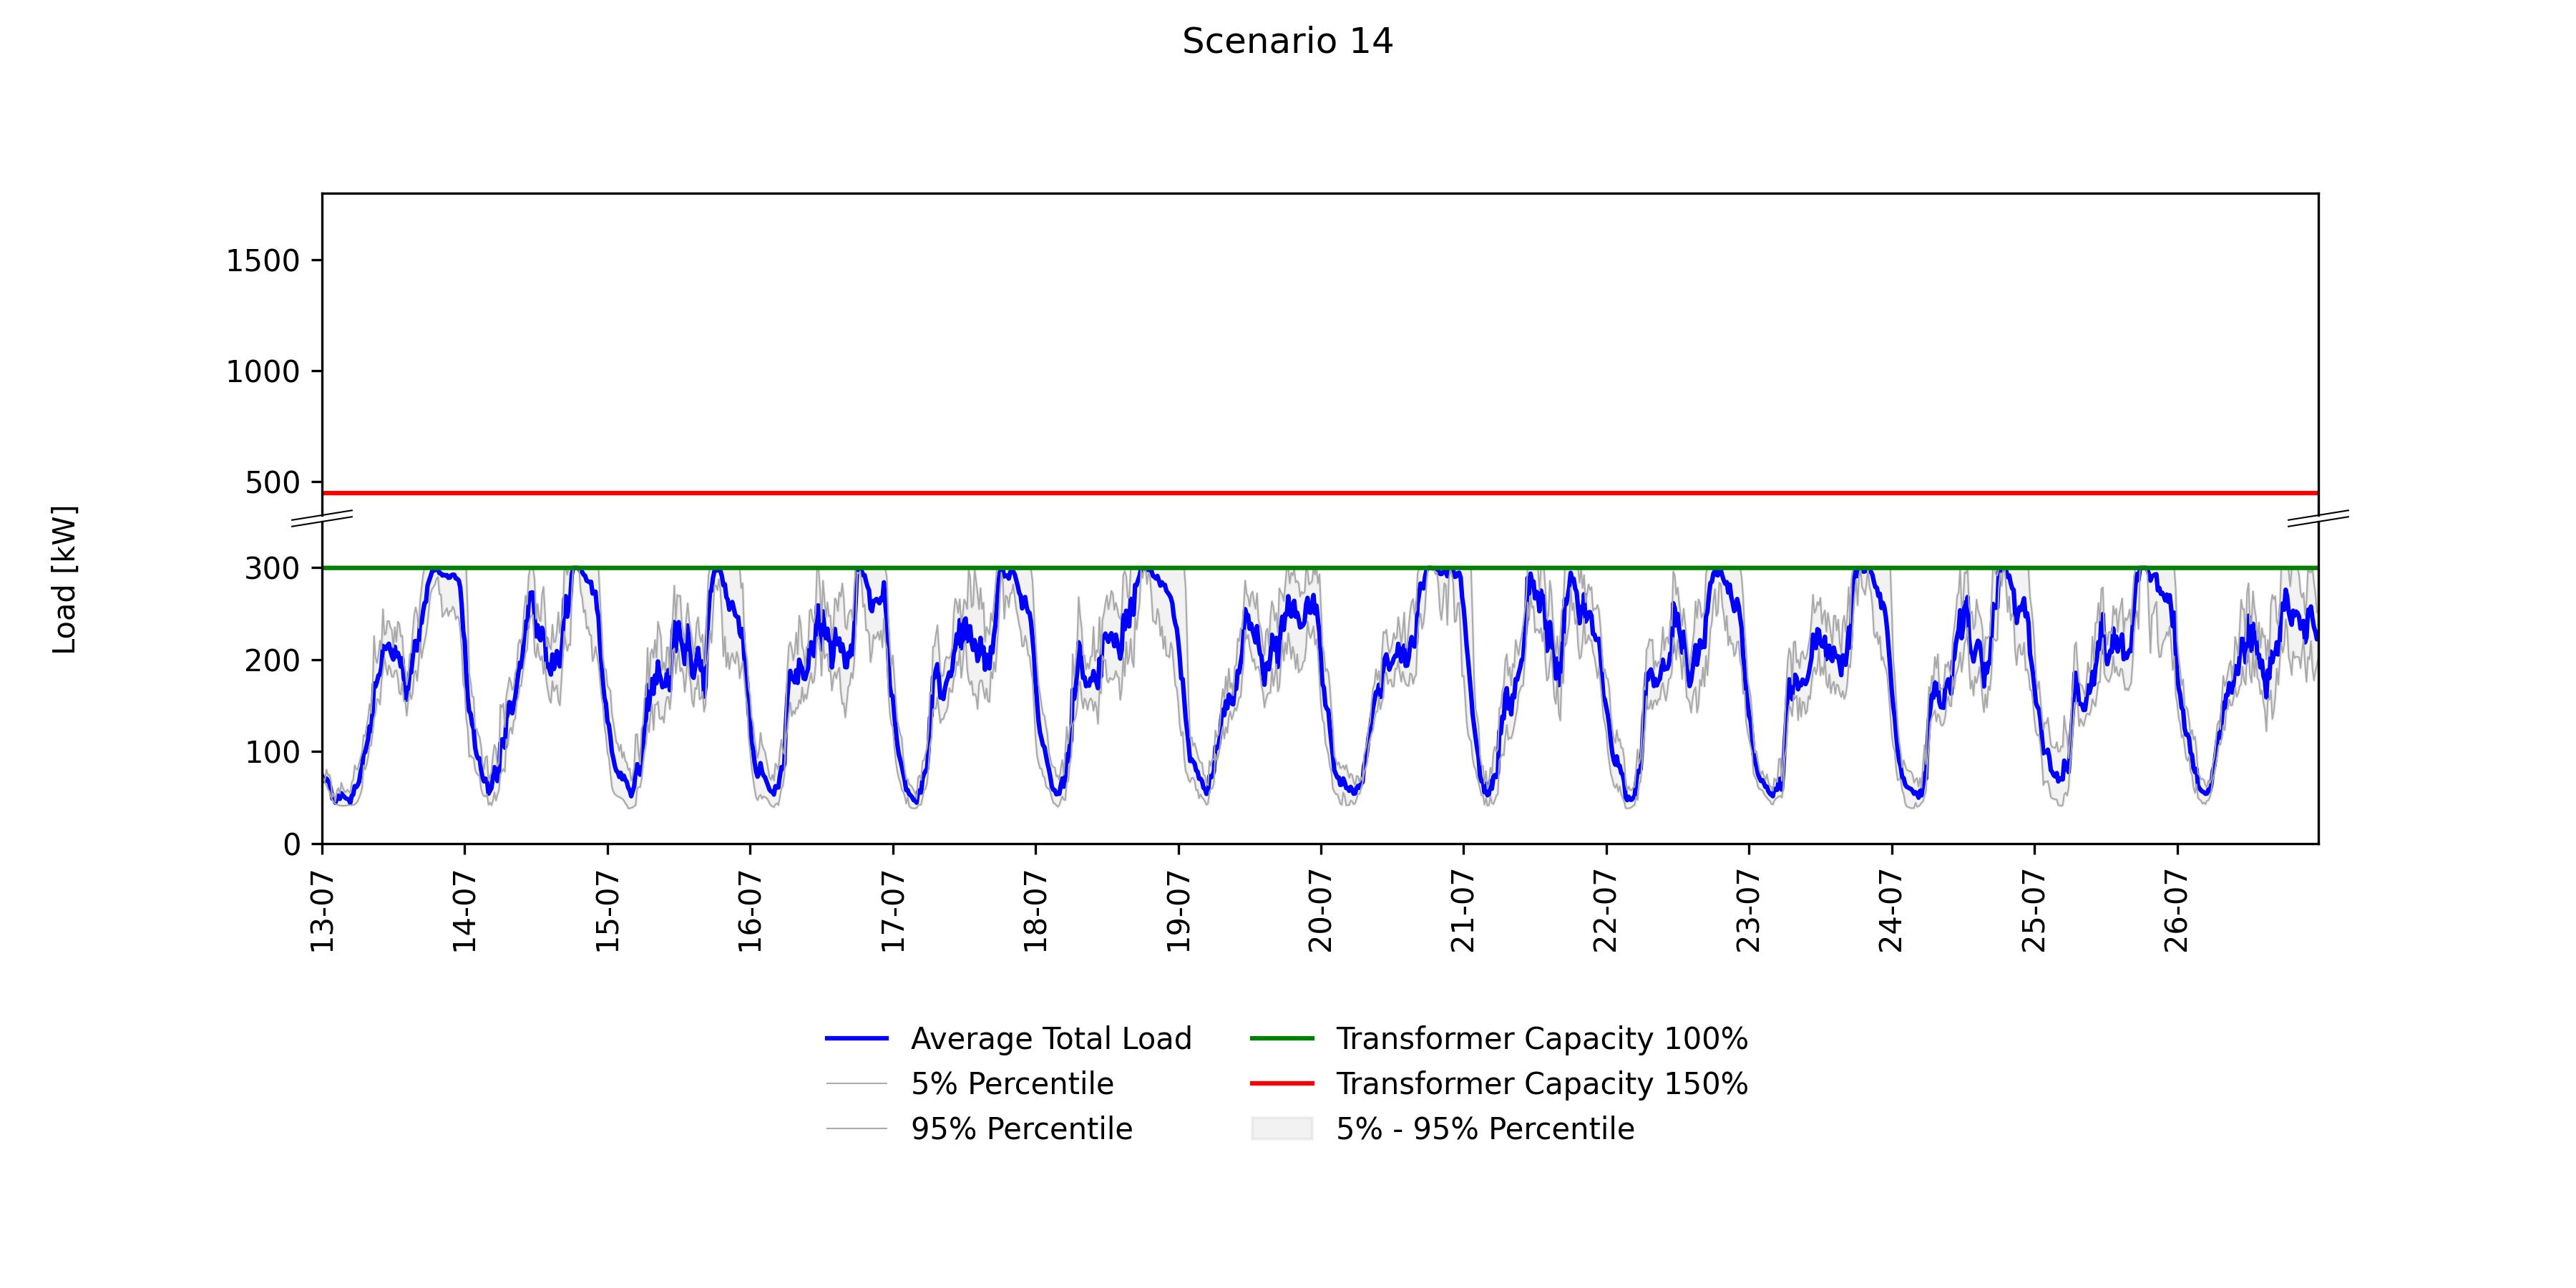 Scenario 14
Load [kW]
1500
1000
500
300
200
100
0
13-07
14-07
15-07
16-07
17-07
18-07
19-07
20-07
21-07
22-07
23-07
24-07
25-07
26-07
Average Total Load
5% Percentile
95% Percentile
Transformer Capacity 100%
Transformer Capacity 150%
5% - 95% Percentile